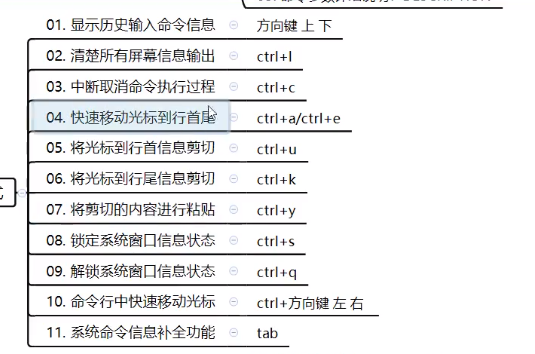 01. 显示历史输入命令信息 方向键 上 下
02. 清楚所有屏幕信息输出 ctrl+l
03. 中断取消命令执行过程 ctrl+c
04. 快速移动光标到行首尾 ctrl+a/ctrl+e
05. 将光标到行首信息剪切 ctrl+u
06. 将光标到行尾信息剪切 ctrl+k
07. 将剪切的内容进行粘贴 ctrl+y
08. 锁定系统窗口信息状态 ctrl+s
09. 解锁系统窗口信息状态 ctrl+q
10. 命令行中快速移动光标 ctrl+方向键 左 右
11. 系统命令信息补全功能 tab